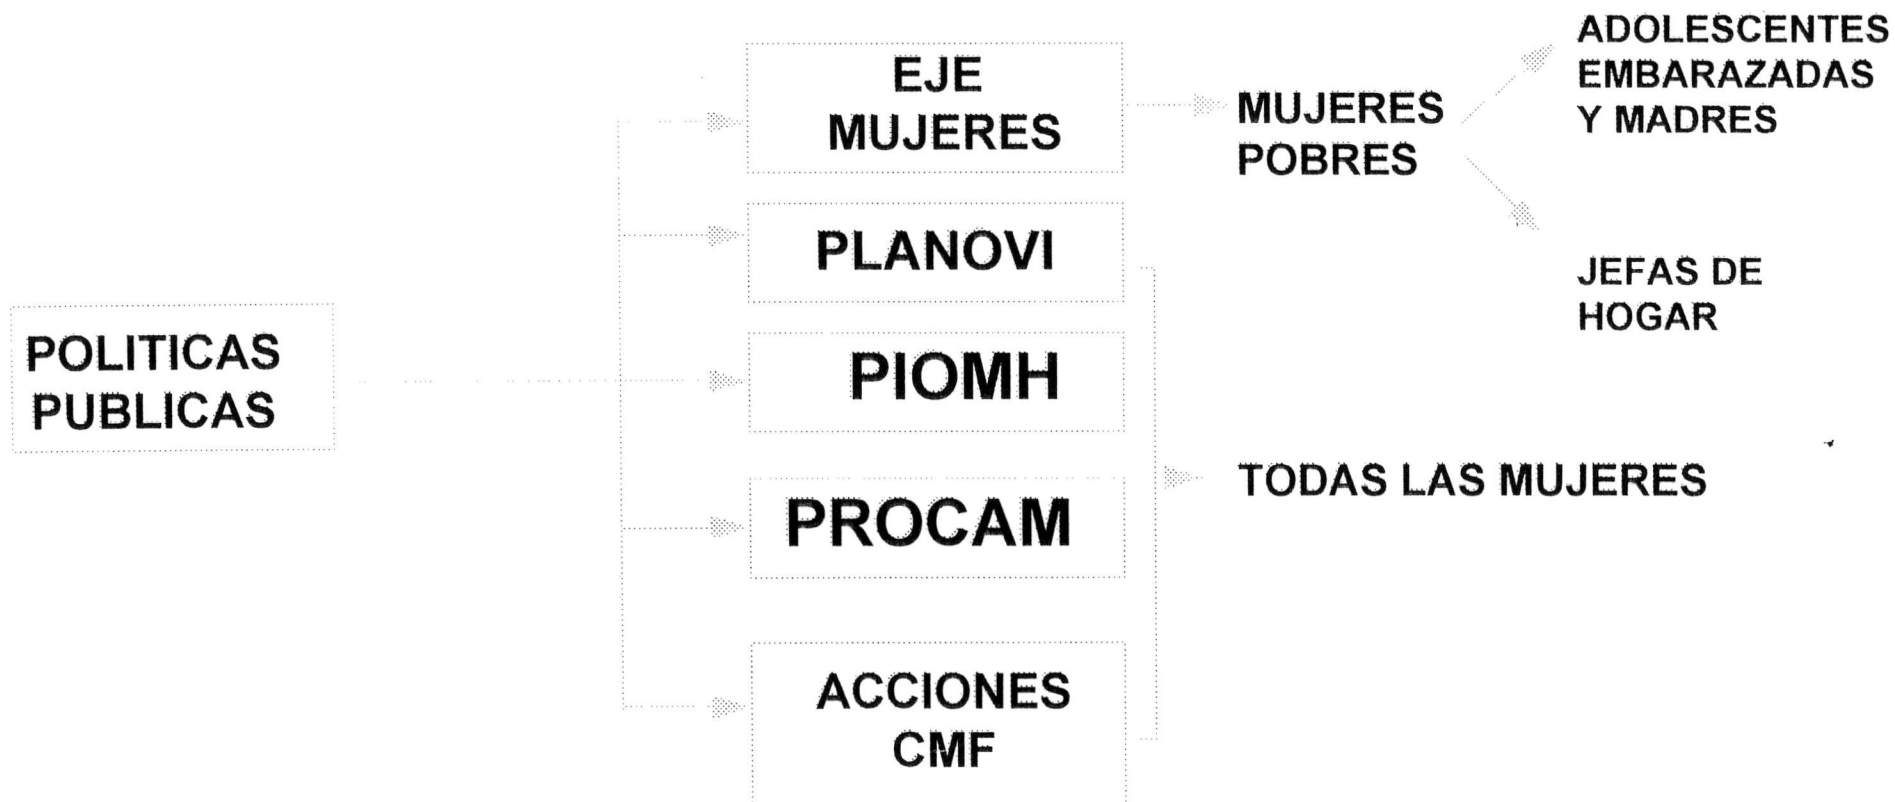 POLITICAS
PUBLICAS
EJE
MUJERES
PLANOVI
PIOMH
PROCAM
ACCIONES
CMF
MUJERES
POBRES
ADOLESCENTES
EMBARAZADAS
Y MADRES
JEFAS DE
HOGAR
TODAS LAS MUJERES